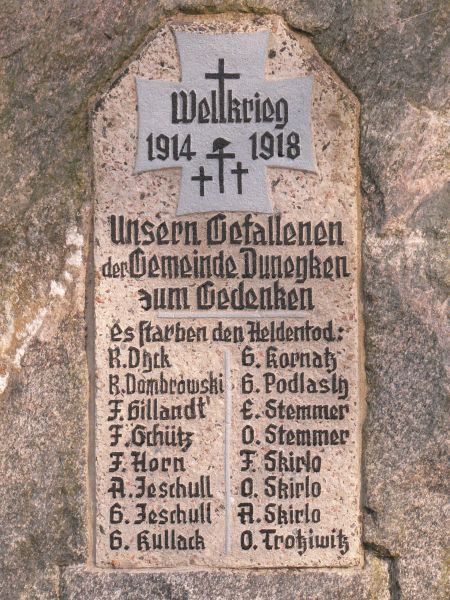 Weltkrieg
1914 1918
Unsern Gefallenen
der Gemeinde Duneyken
zum Gedenken
es starben den Heldentod:
R. Dyck
R. Dombrowski
F. Gillandt
F. Gchütz
F. Horn
A. Jeschull
G. Jeschull
G. Kullack
G. Kornatz
G. Podlasly
E. Stemmer
O. Stemmer
F. Skirlo
O. Skirlo
A. Skirlo
O. Trotziwitz